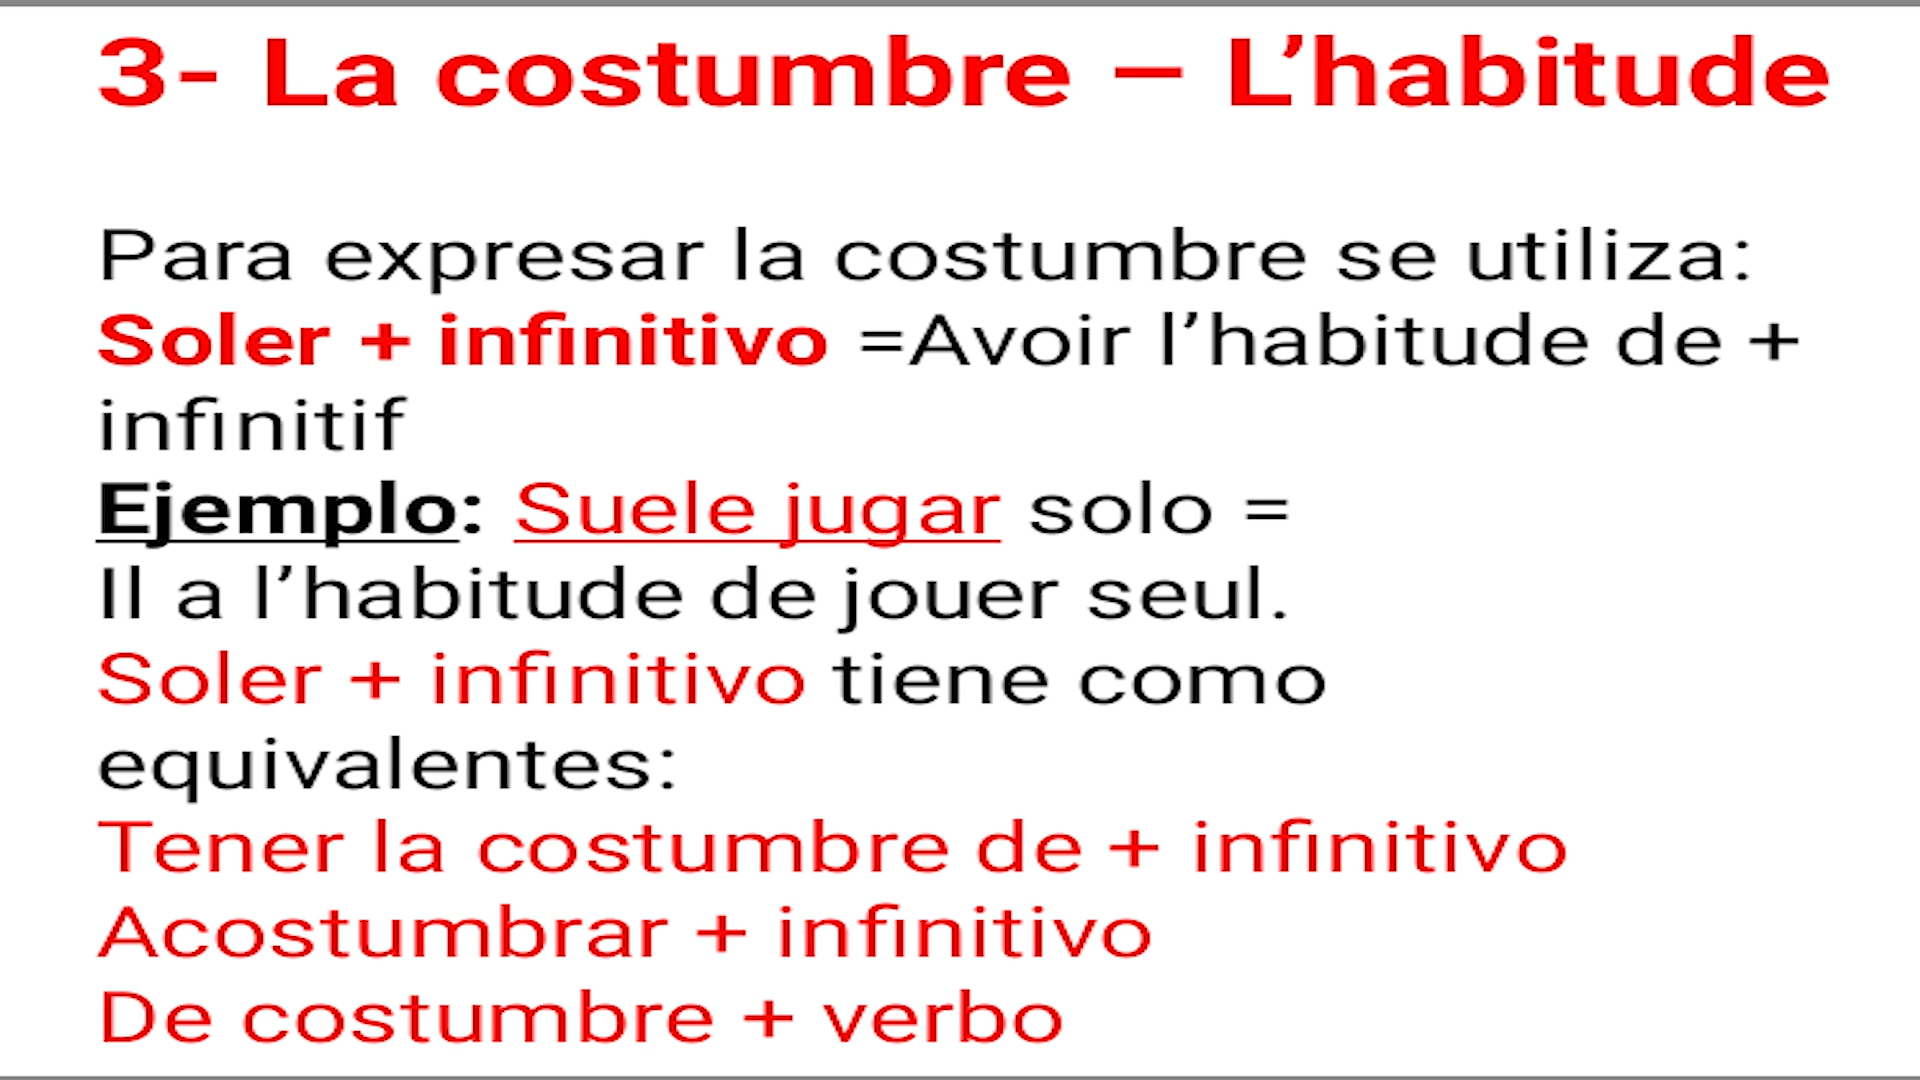 3- La costumbre – L’habitude
Para expresar la costumbre se utiliza:
Soler + infinitivo =Avoir l’habitude de +
infinitif
Ejemplo: Suele jugar solo =
Il a l’habitude de jouer seul.
Soler + infinitivo tiene como
equivalentes:
Tener la costumbre de + infinitivo
Acostumbrar + infinitivo
De costumbre + verbo